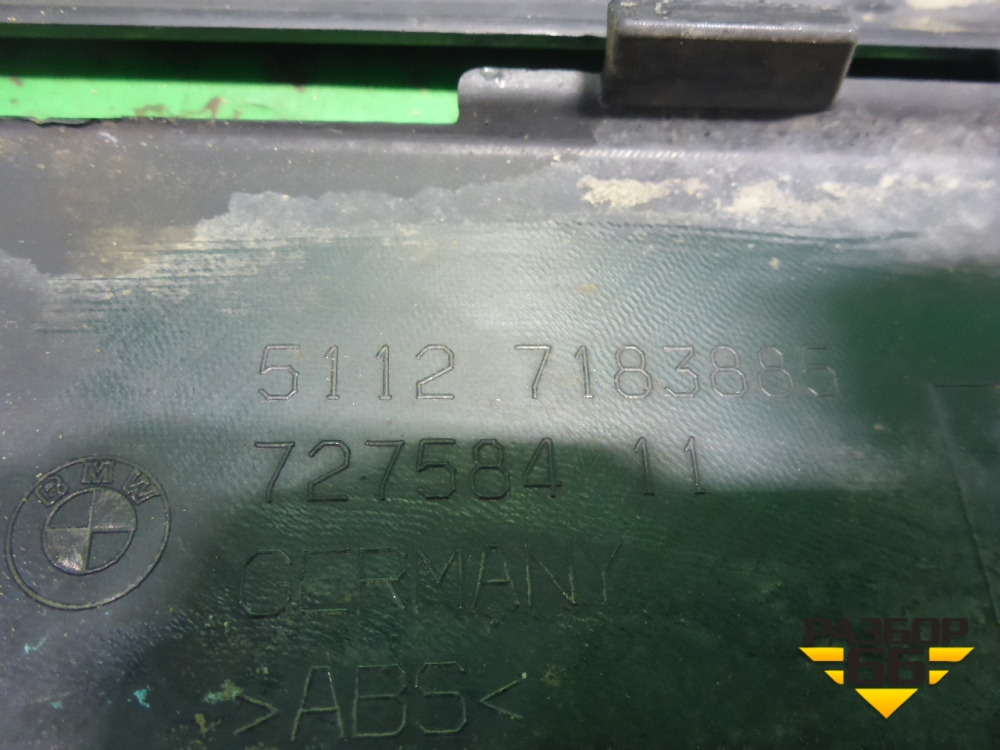 5112 7183885
727584 11
BMW
GERMANY
>ABS<
РАЗБОР
66